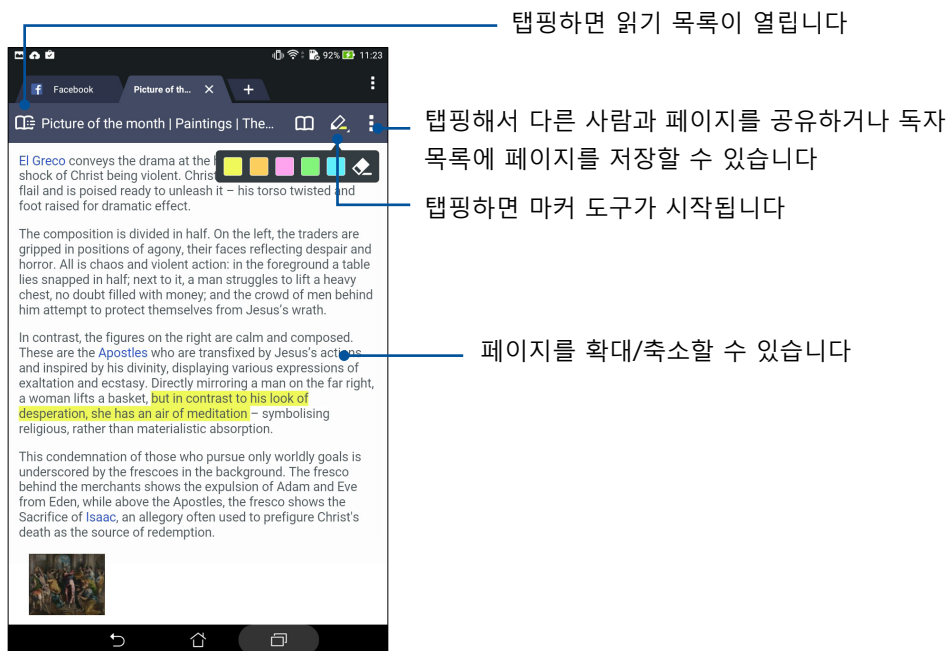 탭핑하면 읽기 목록이 열립니다
92% 11:23
Facebook
Picture of th...
Picture of the month | Paintings | The...
탭핑해서 다른 사람과 페이지를 공유하거나 독자
목록에 페이지를 저장할 수 있습니다
탭핑하면 마커 도구가 시작됩니다
El Greco conveys the drama at the
shock of Christ being violent. Christ
flail and is poised ready to unleash it – his torso twisted and
foot raised for dramatic effect.
The composition is divided in half. On the left, the traders are
gripped in positions of agony, their faces reflecting despair and
horror. All is chaos and violent action: in the foreground a table
lies snapped in half; next to it, a man struggles to lift a heavy
chest, no doubt filled with money; and the crowd of men behind
him attempt to protect themselves from Jesus's wrath.
In contrast, the figures on the right are calm and composed.
These are the Apostles who are transfixed by Jesus's actions
and inspired by his divinity, displaying various expressions of
exaltation and ecstasy. Directly mirroring a man on the far right,
a woman lifts a basket, but in contrast to his look of
desperation, she has an air of meditation – symbolising
religious, rather than materialistic absorption.
페이지를 확대/축소할 수 있습니다
This condemnation of those who pursue only worldly goals is
underscored by the frescoes in the background. The fresco
behind the merchants shows the expulsion of Adam and Eve
from Eden, while above the Apostles, the fresco shows the
Sacrifice of Isaac, an allegory often used to prefigure Christ's
death as the source of redemption.